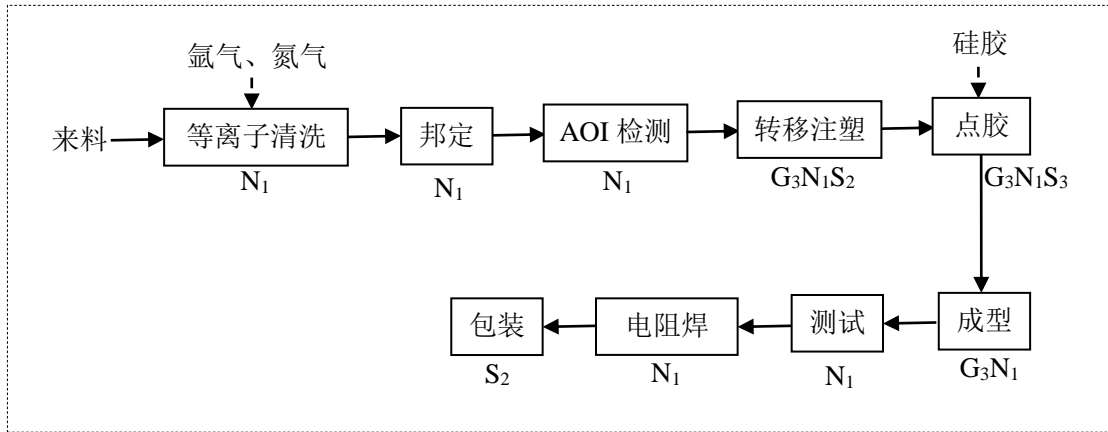 氩气、氮气
硅胶
来料
等离子清洗
邦定
AOI 检测
转移注塑
点胶
N₁
N₁
N₁
G₃N₁S₂
G₃N₁S₃
包装
电阻焊
测试
成型
S₂
N₁
N₁
G₃N₁